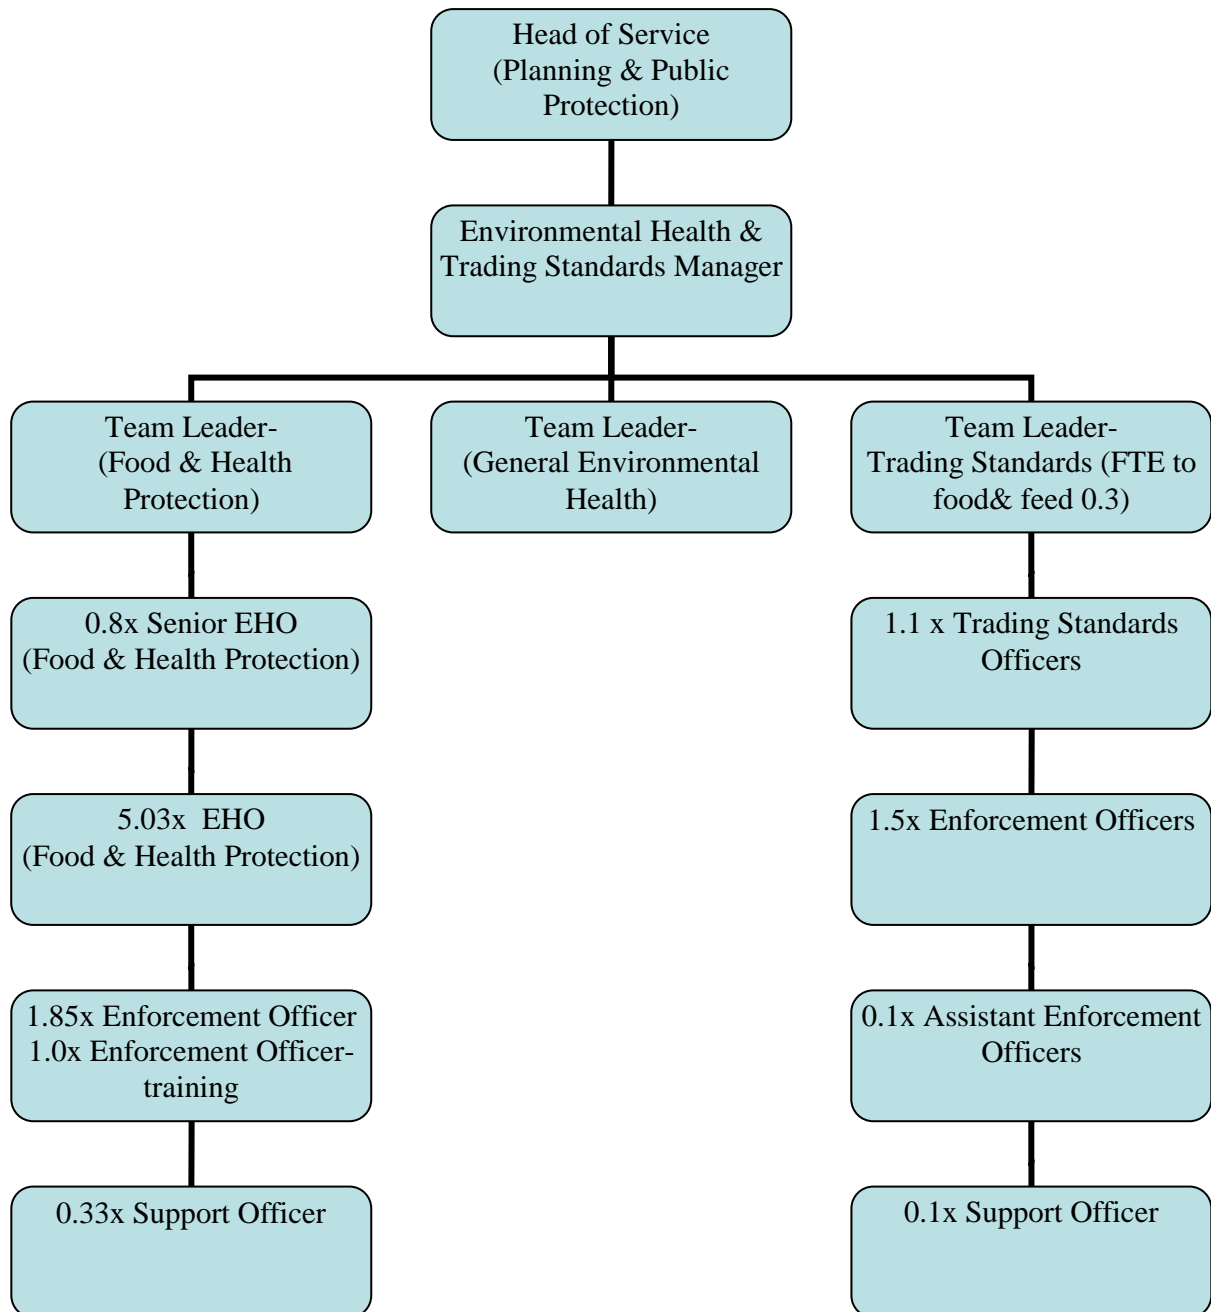 Head of Service
(Planning & Public
Protection)
Environmental Health &
Trading Standards Manager
Team Leader-
(Food & Health
Protection)
Team Leader-
(General Environmental
Health)
Team Leader-
Trading Standards (FTE to
food& feed 0.3)
0.8x Senior EHO
(Food & Health Protection)
1.1 x Trading Standards
Officers
5.03x  EHO
(Food & Health Protection)
1.5x Enforcement Officers
1.85x Enforcement Officer
1.0x Enforcement Officer-
training
0.1x Assistant Enforcement
Officers
0.33x Support Officer
0.1x Support Officer